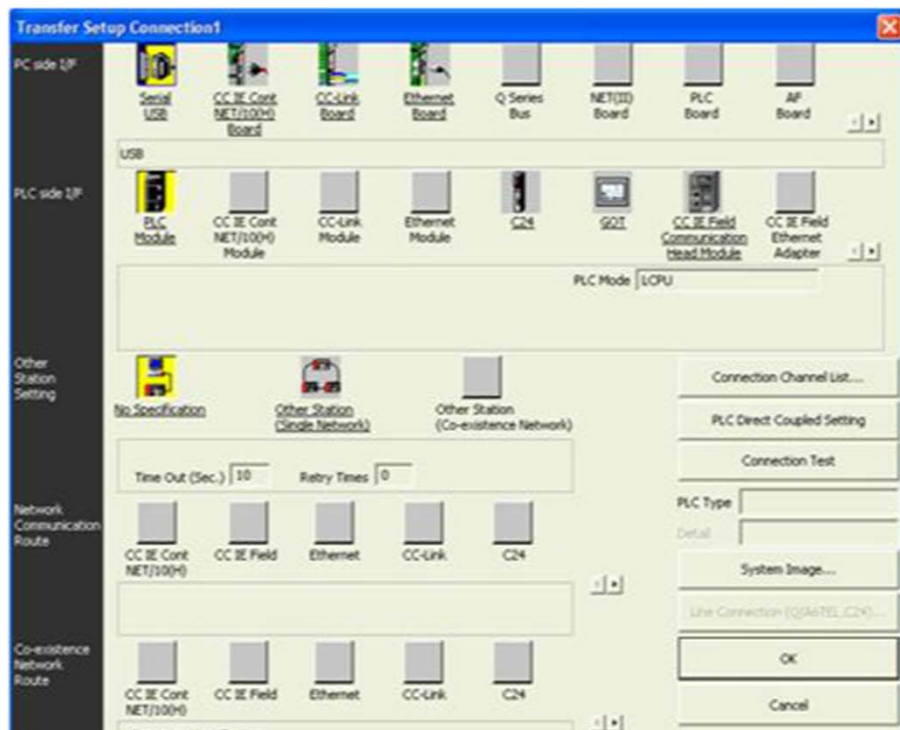 Transfer Setup Connection1
PC side I/F
Serial
USB
CC IE Cont
NET/10(H)
Board
CC-Link
Board
Ethernet
Board
Q Series
Bus
NET(II)
Board
PLC
Board
AF
Board
USB
PLC side I/F
PLC
Module
CC IE Cont
NET/10(H)
Module
CC-Link
Module
Ethernet
Module
C24
GOT
CC IE Field
Communication
Head Module
CC IE Field
Ethernet
Adapter
PLC Mode LCPU
Other
Station
Setting
No Specification
Other Station
(Single Network)
Other Station
(Co-existence Network)
Connection Channel List...
PLC Direct Coupled Setting
Time Out (Sec.) 10 Retry Times 0
Connection Test
Network
Communication
Route
CC IE Cont
NET/10(H)
CC IE Field
Ethernet
CC-Link
C24
PLC Type
Detail
System Image...
Line Connection (Q/A6TEL,C24)...
Co-existence
Network
Route
CC IE Cont
NET/10(H)
CC IE Field
Ethernet
CC-Link
C24
OK
Cancel